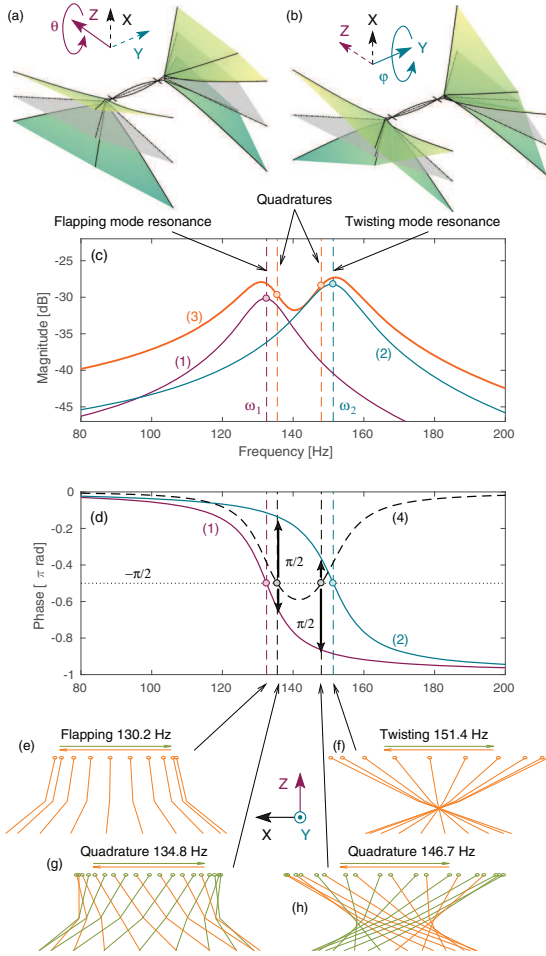 (a)
θ
Z
X
Y
(b)
Z
X
Y
φ
Quadratures
Flapping mode resonance
Twisting mode resonance
(c)
-25
-30
-35
-40
-45
Magnitude [dB]
(3)
(1)
(2)
ω1
ω2
80
100
120
140
160
180
200
Frequency [Hz]
0
-0.2
-0.4
-0.6
-0.8
-1
Phase [ π rad]
(d)
(1)
(4)
π/2
−π/2
π/2
(2)
80
100
120
140
160
180
200
(e)
Flapping 130.2 Hz
(f)
Twisting 151.4 Hz
Z
X
Y
(g)
Quadrature 134.8 Hz
Quadrature 146.7 Hz
(h)